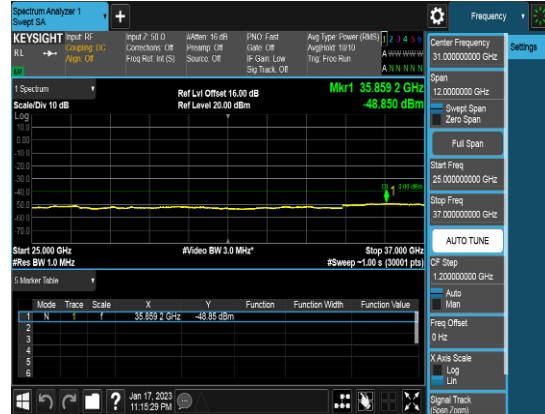 Spectrum Analyzer 1
Swept SA
+
Frequency
KEYSIGHT
RL
Input: RF
Coupling: DC
Align: Off
Input Z: 50 Ω
Corrections: Off
Freq Ref: Int (S)
#Atten: 16 dB
Preamp: Off
Source: Off
PNO: Fast
Gate: Off
IF Gain: Low
Sig Track: Off
Avg Type: Power (RMS)
Avg|Hold: 10/10
Trig: Free Run
1 2 3 4 5 6
A W W W W W
A N N N N N
1 Spectrum
Scale/Div 10 dB
Ref Lvl Offset 16.00 dB
Ref Level 20.00 dBm
Mkr1 35.859 2 GHz
-48.850 dBm
Log
10.0
0.00
-10.0
-20.0
-30.0
-40.0
-50.0
-60.0
-70.0
1
Start 25.000 GHz
#Res BW 1.0 MHz
#Video BW 3.0 MHz*
Stop 37.000 GHz
#Sweep ~1.00 s (30001 pts)
5 Marker Table
Mode Trace Scale X Y Function Function Width Function Value
1 N 1 f 35.859 2 GHz -48.85 dBm
2
3
4
5
6
Jan 17, 2023
11:15:29 PM
Center Frequency
31.000000000 GHz
Settings
Span
12.0000000 GHz
Swept Span
Zero Span
Full Span
Start Freq
25.000000000 GHz
Stop Freq
37.000000000 GHz
AUTO TUNE
CF Step
1.200000000 GHz
Auto
Man
Freq Offset
0 Hz
X Axis Scale
Log
Lin
Signal Track
(Span Zoom)